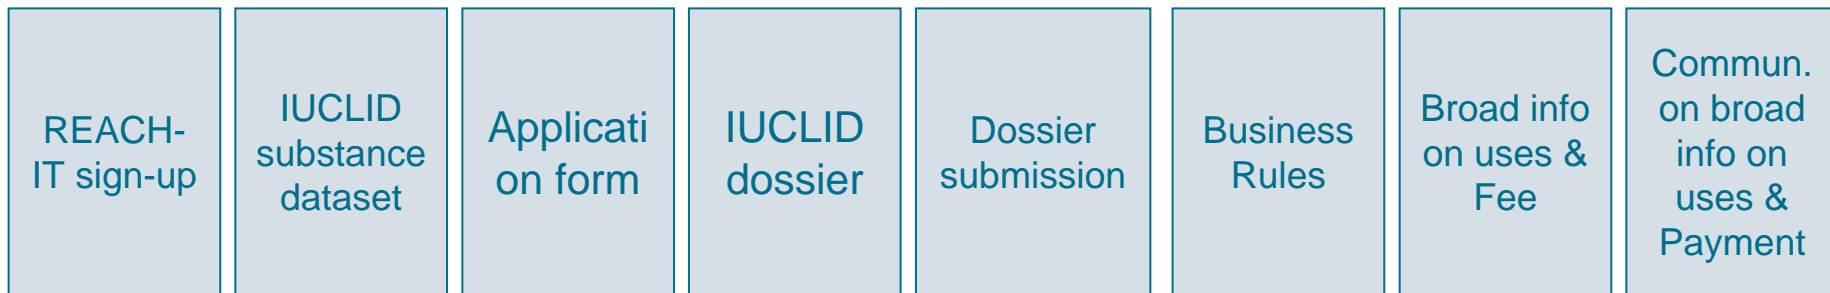 REACH-
IT sign-up
IUCLID
substance
dataset
Applicati
on form
IUCLID
dossier
Dossier
submission
Business
Rules
Broad info
on uses &
Fee
Commun.
on broad
info on
uses &
Payment